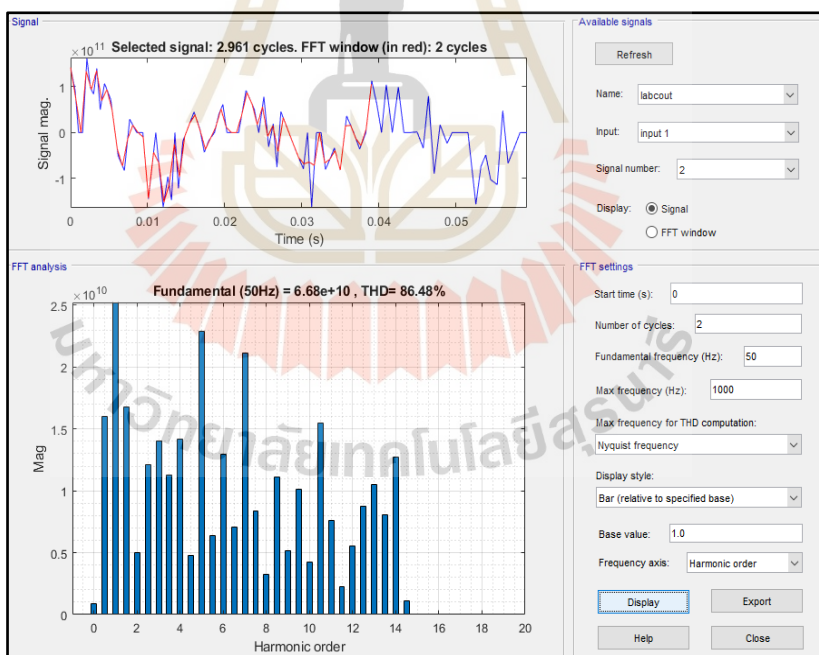 Signal
Selected signal: 2.961 cycles. FFT window (in red): 2 cycles
× 10^11
1
0
-1
Signal mag.
0 0.01 0.02 0.03 0.04 0.05
Time (s)
Available signals
Refresh
Name: labcout
Input: input 1
Signal number: 2
Display: Signal
FFT window
FFT analysis
Fundamental (50Hz) = 6.68e+10 , THD= 86.48%
×10^10
2.5
2
1.5
1
0.5
0
Mag
0 2 4 6 8 10 12 14 16 18 20
Harmonic order
FFT settings
Start time (s): 0
Number of cycles: 2
Fundamental frequency (Hz): 50
Max frequency (Hz): 1000
Max frequency for THD computation:
Nyquist frequency
Display style:
Bar (relative to specified base)
Base value: 1.0
Frequency axis: Harmonic order
Display Export
Help Close
มหาวิทยาลัยเทคโนโลยีสุรนารี